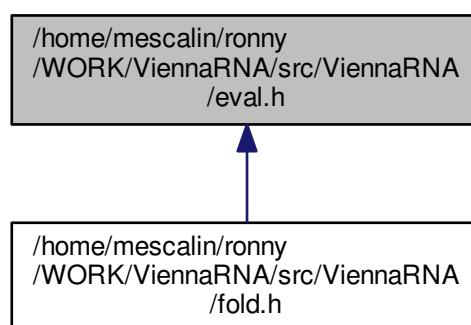 /home/mescalin/ronny
/WORK/ViennaRNA/src/ViennaRNA
/eval.h
/home/mescalin/ronny
/WORK/ViennaRNA/src/ViennaRNA
/fold.h